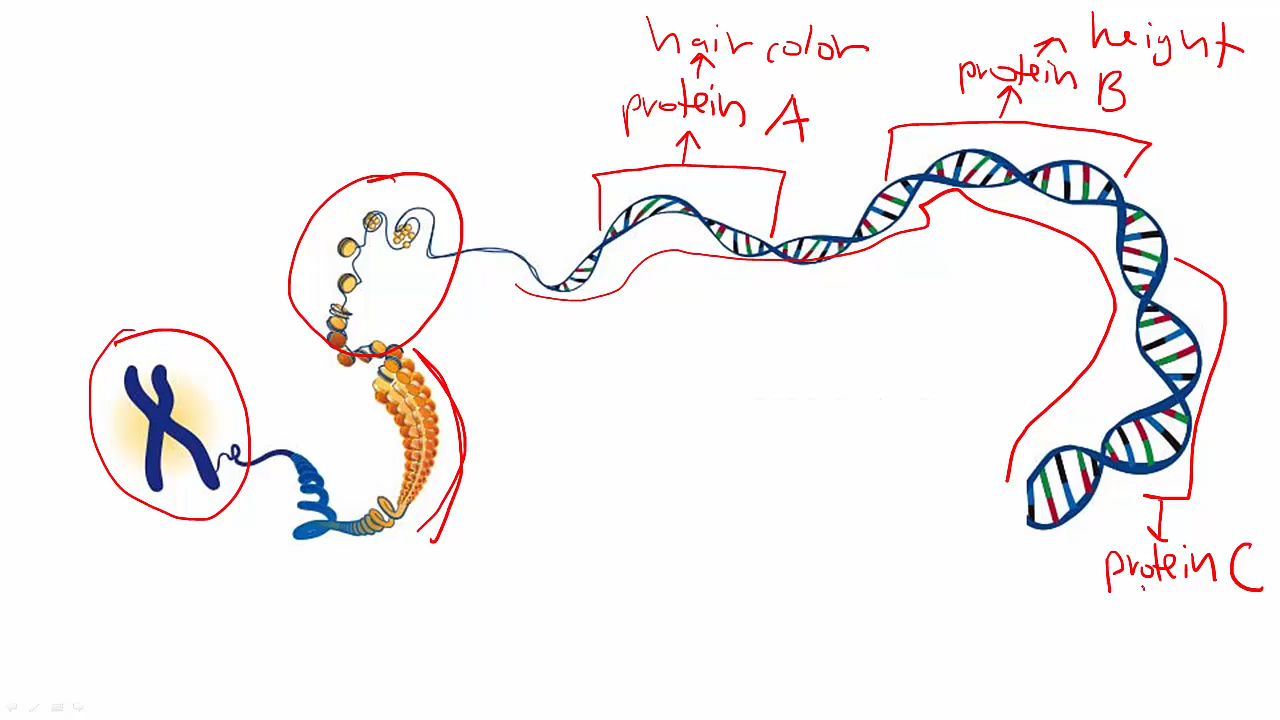 hair color
protein A
height
protein B
protein C